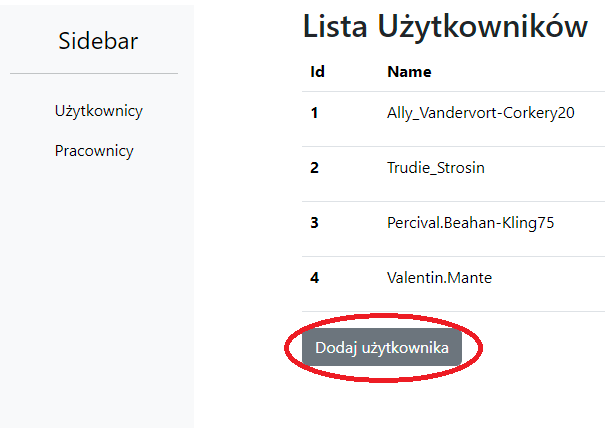 Sidebar
Użytkownicy
Pracownicy
Lista Użytkowników
Id Name
1 Ally_Vandervort-Corkery20
2 Trudie_Strosin
3 Percival.Beahan-Kling75
4 Valentin.Mante
Dodaj użytkownika